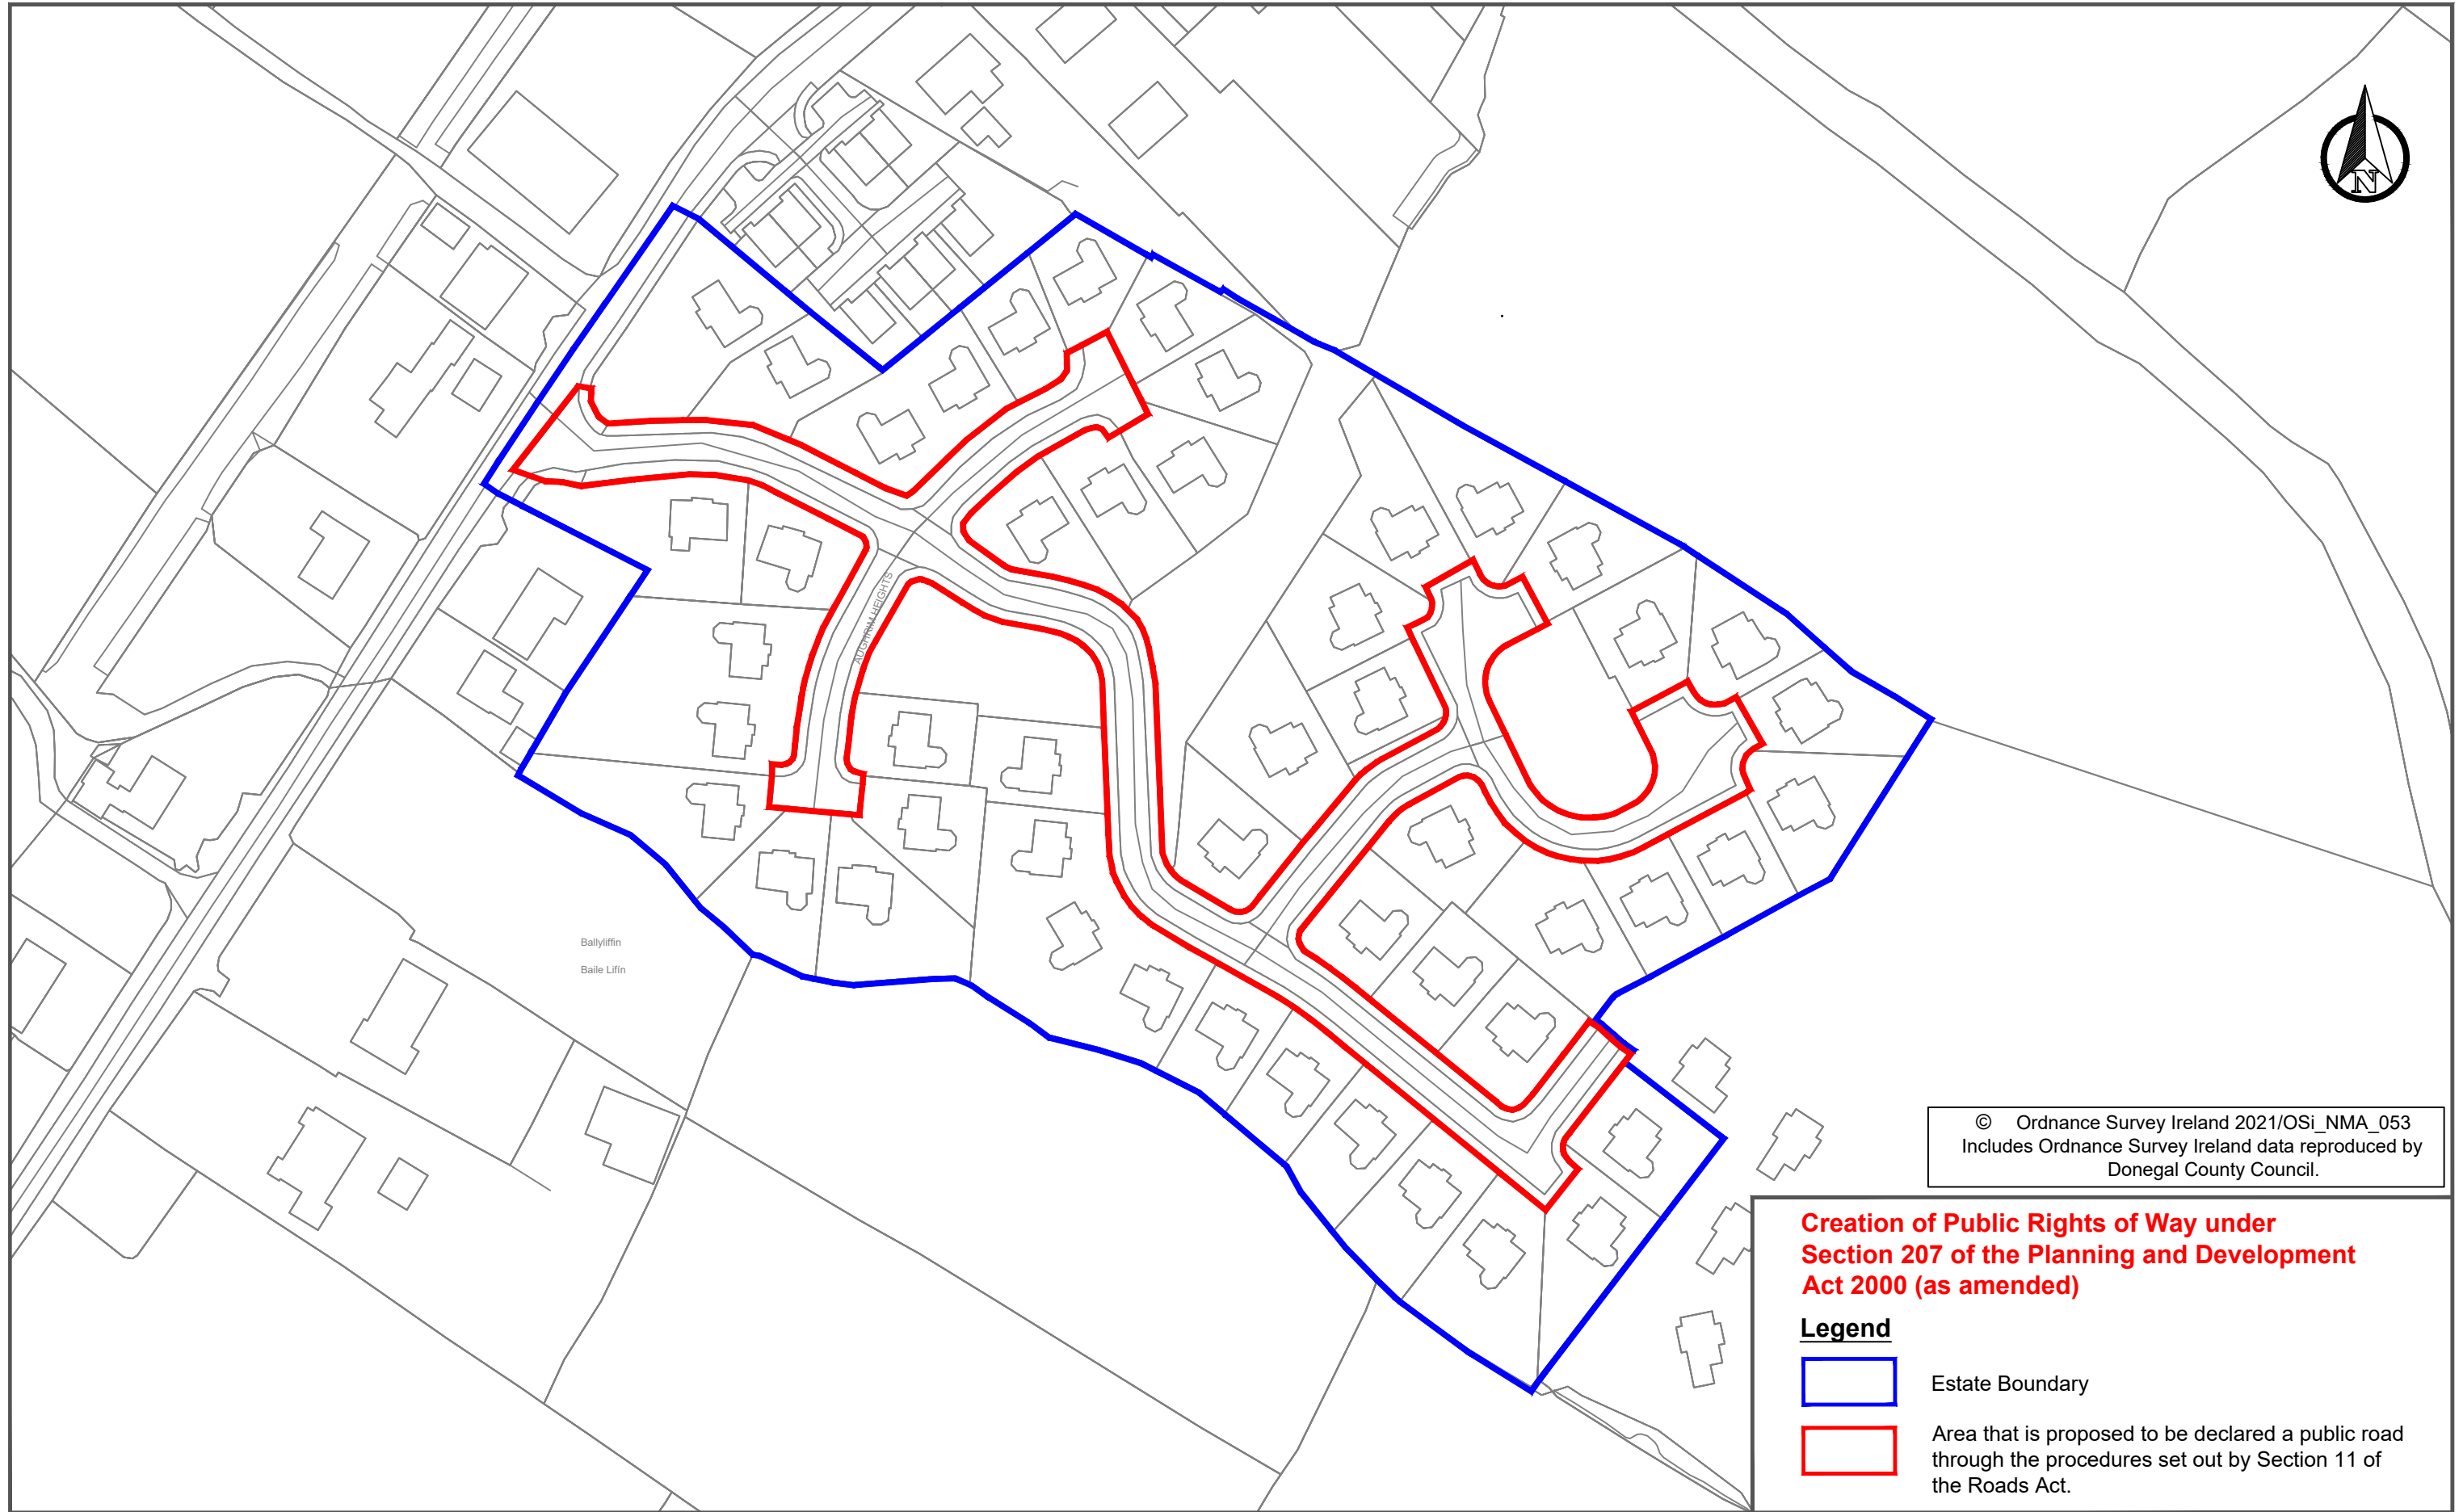 N
AUGHRIM HEIGHTS
Ballyliffin
Baile Lifín
© Ordnance Survey Ireland 2021/OSi_NMA_053
Includes Ordnance Survey Ireland data reproduced by
Donegal County Council.
Creation of Public Rights of Way under
Section 207 of the Planning and Development
Act 2000 (as amended)
Legend
Estate Boundary
Area that is proposed to be declared a public road
through the procedures set out by Section 11 of
the Roads Act.